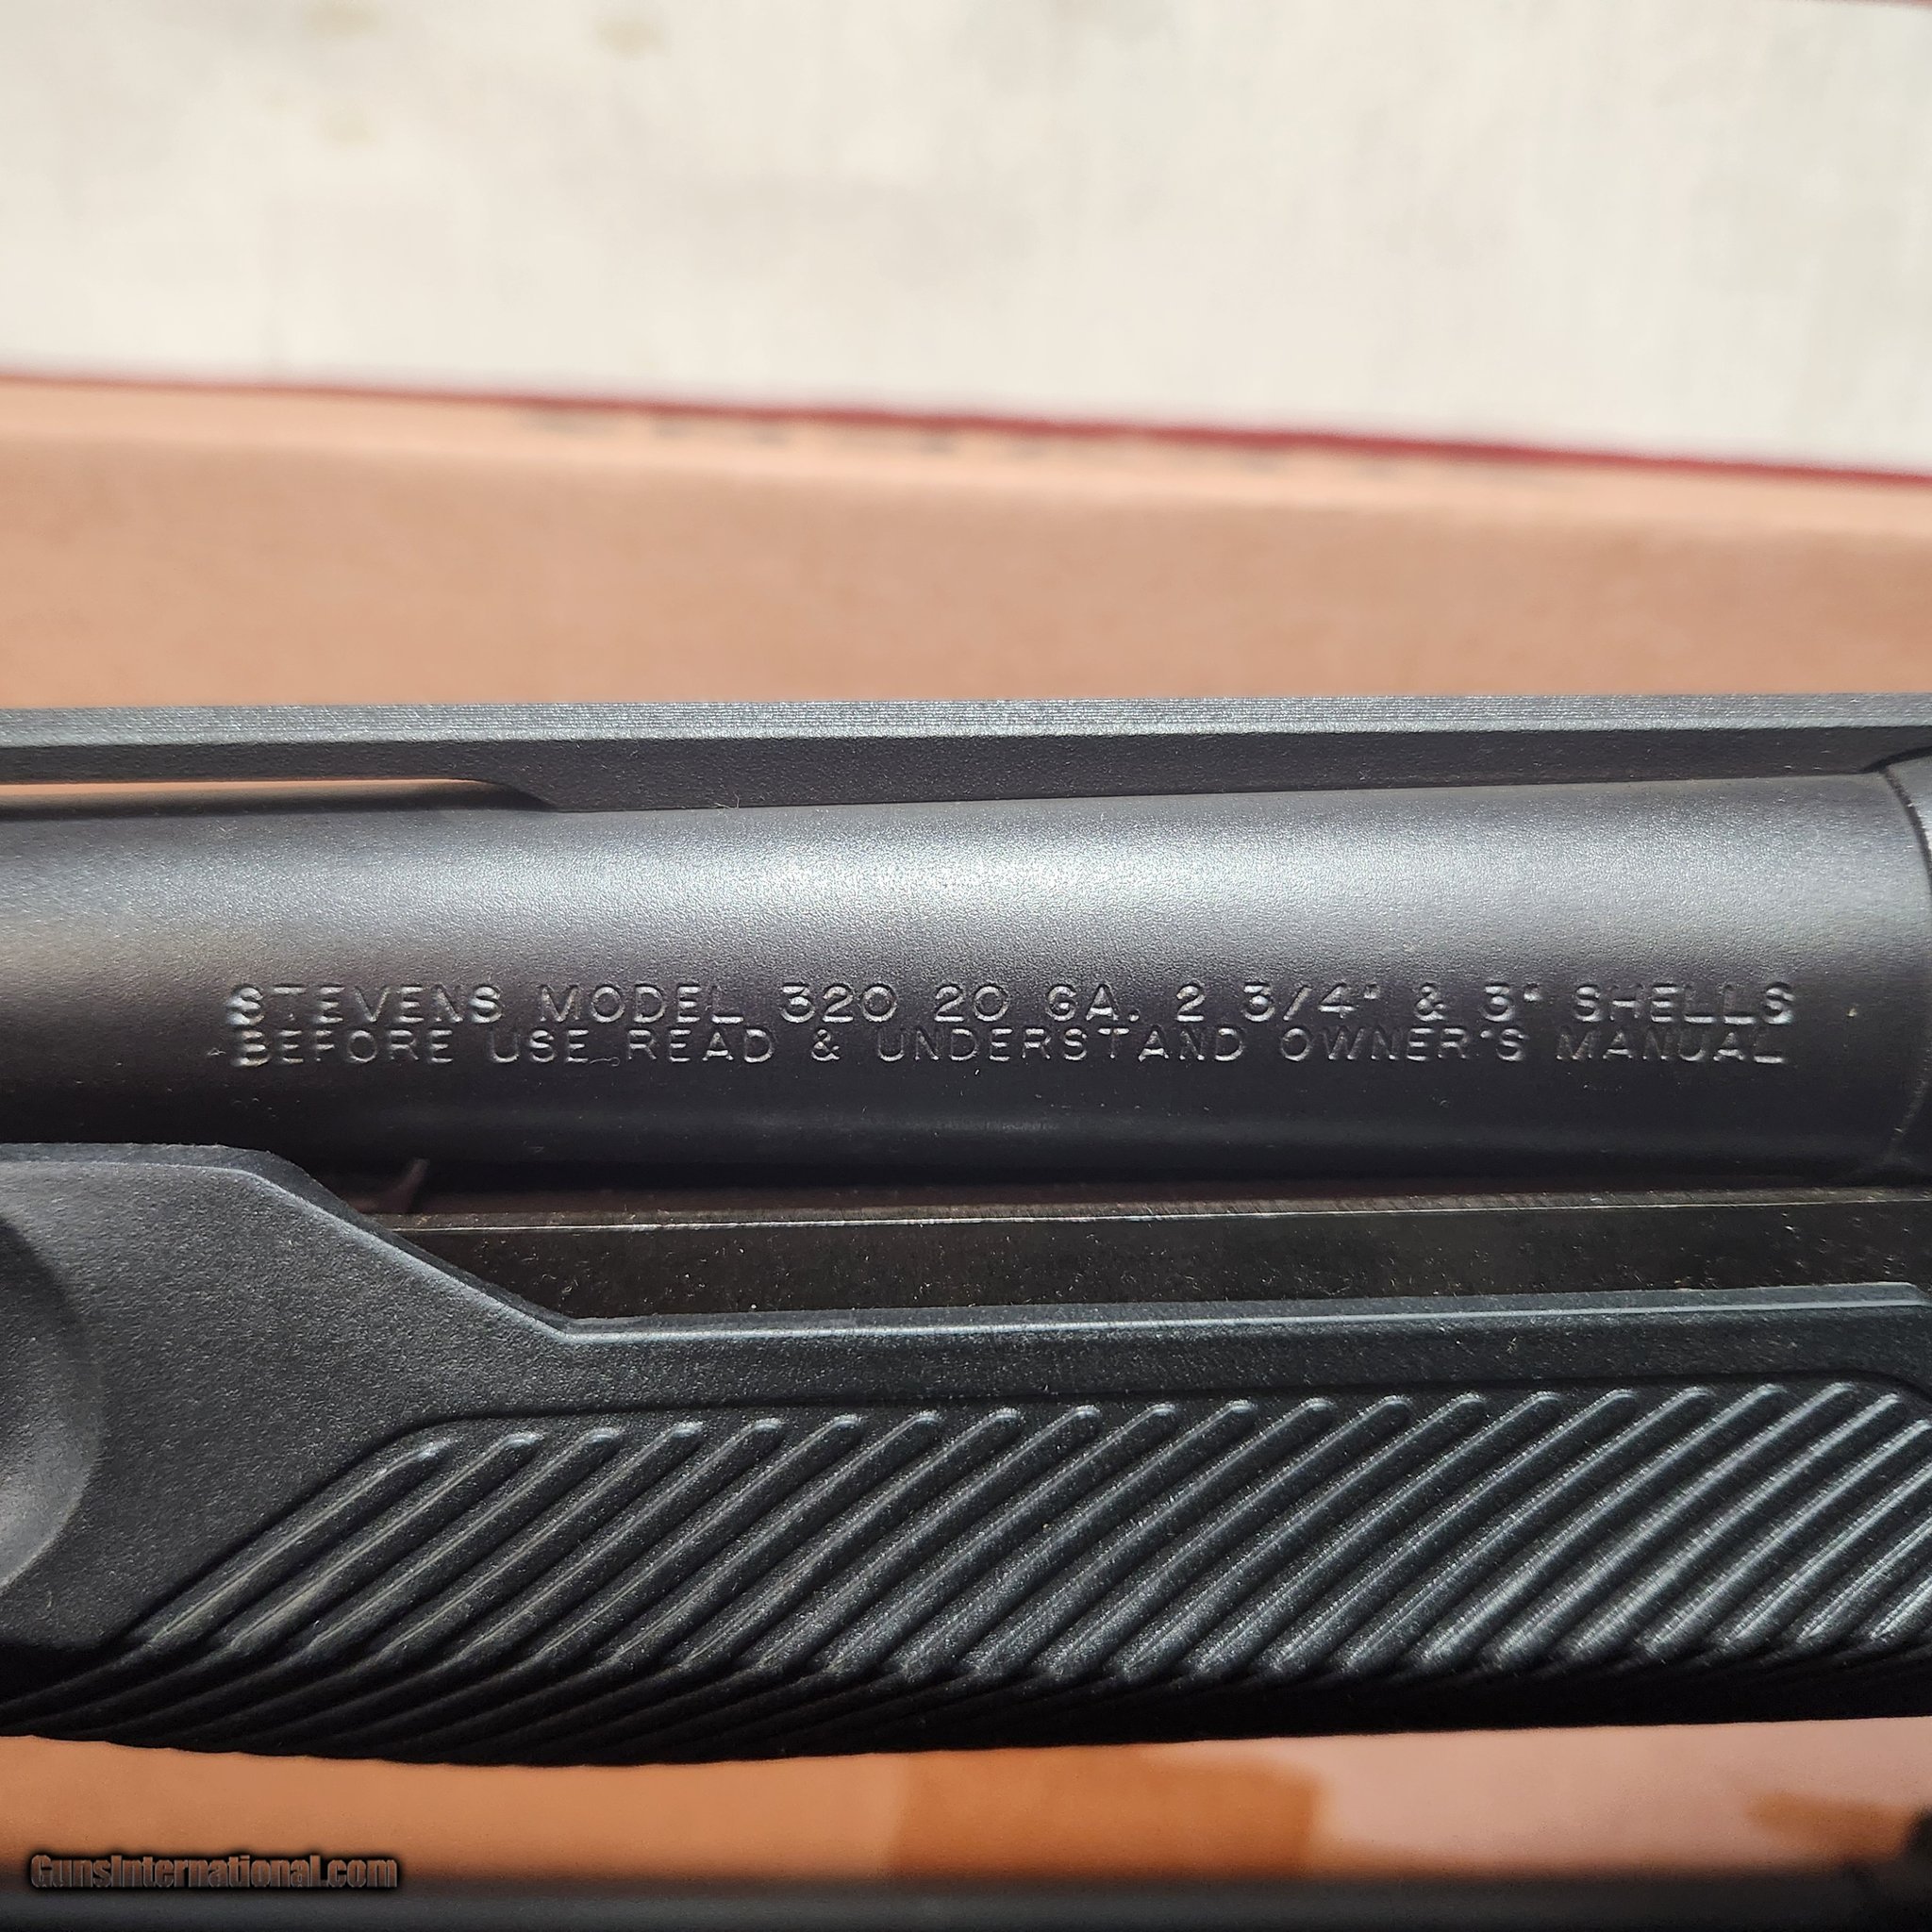 STEVENS MODEL 320 20 GA. 2 3/4" & 3" SHELLS
BEFORE USE READ & UNDERSTAND OWNER'S MANUAL
GunsInternational.com